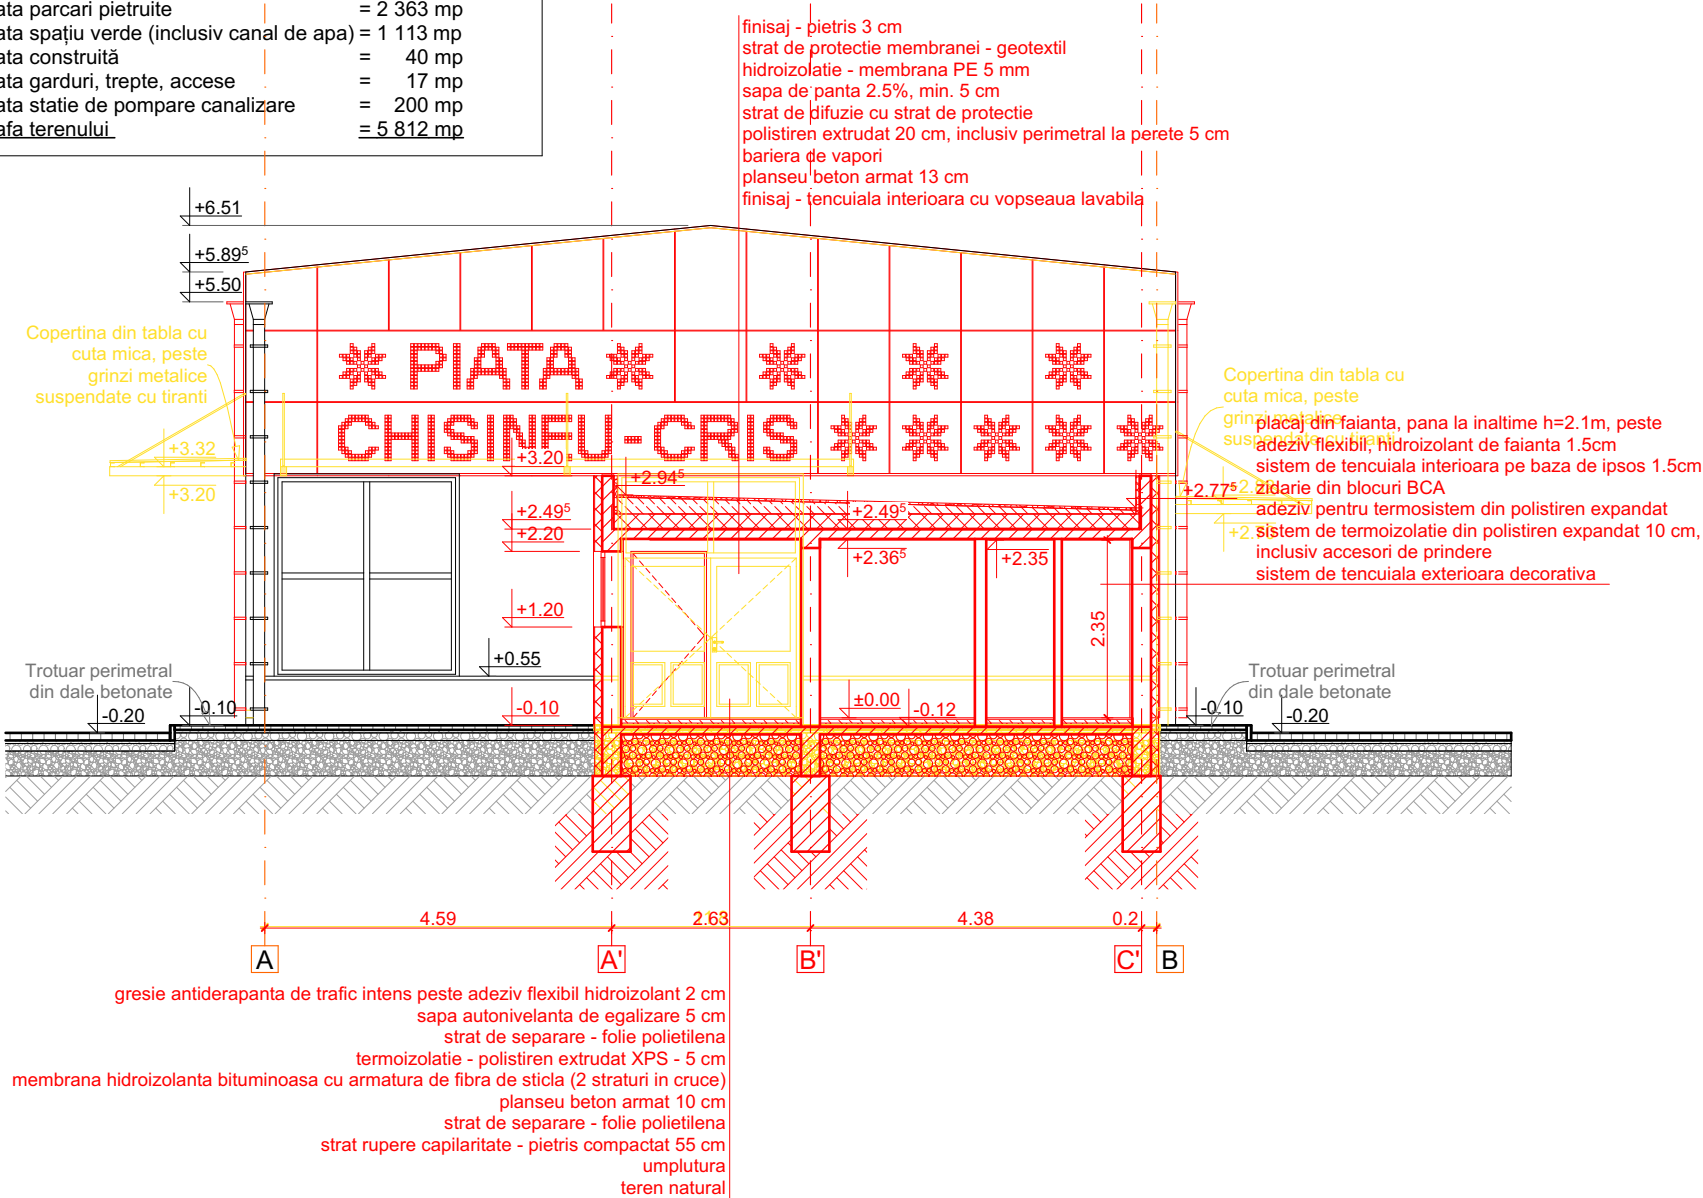 ata parcari pietruite = 2 363 mp
ata spațiu verde (inclusiv canal de apa) = 1 113 mp
ata construită = 40 mp
ata garduri, trepte, accese = 17 mp
ata statie de pompare canalizare = 200 mp
afa terenului = 5 812 mp
finisaj - pietris 3 cm
strat de protectie membranei - geotextil
hidroizolatie - membrana PE 5 mm
sapa de panta 2.5%, min. 5 cm
strat de difuzie cu strat de protectie
polistiren extrudat 20 cm, inclusiv perimetral la perete 5 cm
bariera de vapori
planseu beton armat 13 cm
finisaj - tencuiala interioara cu vopseaua lavabila
+6.51
+5.89⁵
+5.50
Copertina din tabla cu
cuta mica, peste
grinzi metalice
suspendate cu tiranti
+3.32
+3.20
PIATA
CHISINEU-CRIS
+3.20
+2.94⁵
+2.49⁵
+2.20
+2.49⁵
+2.36⁵
+2.35
+2.77⁵
+1.20
2.35
+0.55
±0.00
-0.12
-0.10
Copertina din tabla cu
cuta mica, peste
grinzi metalice
suspendate cu tiranti
placaj din faianta, pana la inaltime h=2.1m, peste
adeziv flexibil, hidroizolant de faianta 1.5cm
sistem de tencuiala interioara pe baza de ipsos 1.5cm
zidarie din blocuri BCA
adeziv pentru termosistem din polistiren expandat
sistem de termoizolatie din polistiren expandat 10 cm,
inclusiv accesori de prindere
sistem de tencuiala exterioara decorativa
Trotuar perimetral
din dale betonate
-0.20
-0.10
Trotuar perimetral
din dale betonate
-0.10
-0.20
4.59
2.63
4.38
0.2
A
A'
B'
C'
B
gresie antiderapanta de trafic intens peste adeziv flexibil hidroizolant 2 cm
sapa autonivelanta de egalizare 5 cm
strat de separare - folie polietilena
termoizolatie - polistiren extrudat XPS - 5 cm
membrana hidroizolanta bituminoasa cu armatura de fibra de sticla (2 straturi in cruce)
planseu beton armat 10 cm
strat de separare - folie polietilena
strat rupere capilaritate - pietris compactat 55 cm
umplutura
teren natural